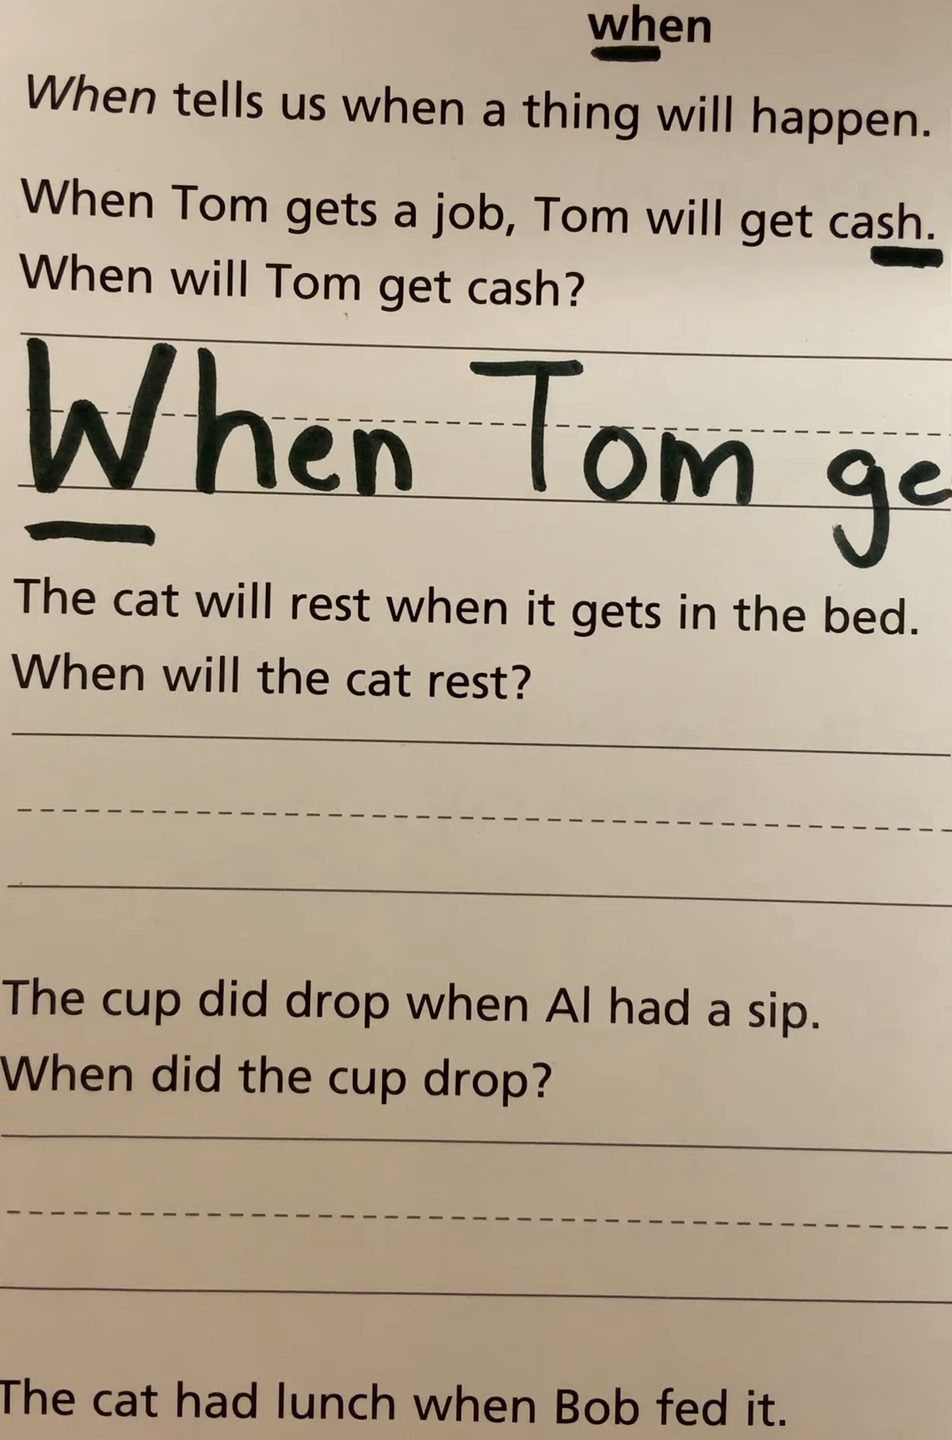 when
When tells us when a thing will happen.
When Tom gets a job, Tom will get cash.
When will Tom get cash?
When Tom ge
The cat will rest when it gets in the bed.
When will the cat rest?
The cup did drop when Al had a sip.
When did the cup drop?
The cat had lunch when Bob fed it.